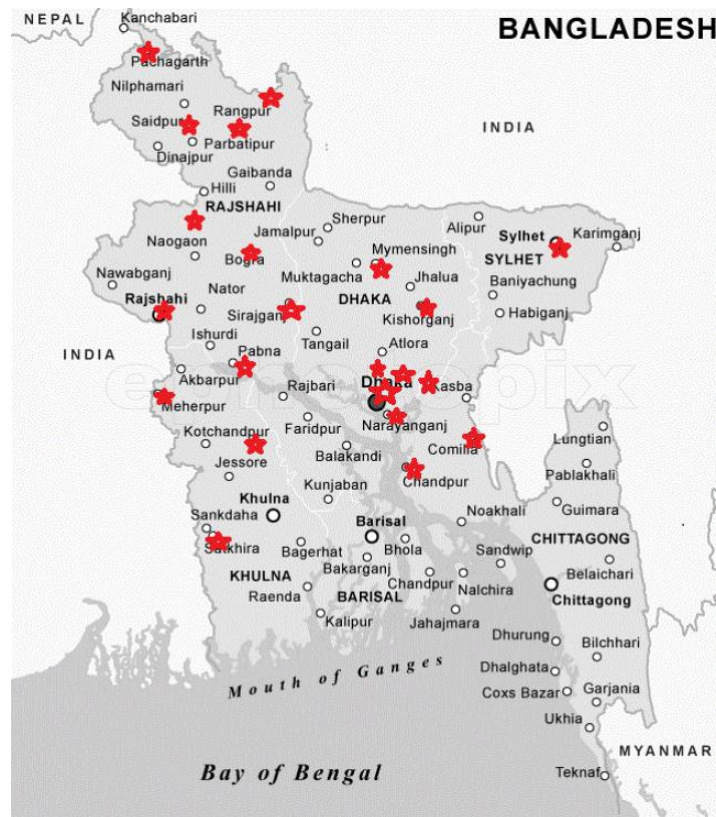 NEPAL
Kanchabari
BANGLADESH
Pachagarth
Nilphamari
Saidpur
Rangpur
INDIA
Parbatipur
Dinajpur
Gaibanda
Hilli
RAJSHAHI
Sherpur
Jamalpur
Alipur
Sylhet
Karimganj
Naogaon
Bogra
Mymensingh
SYLHET
Nawabganj
Muktagacha
Jhalua
Baniyachung
Rajshahi
Nator
DHAKA
Sirajganj
Kishorganj
Habiganj
Ishurdi
Tangail
Atlora
INDIA
Pabna
Akbarpur
Rajbari
Dhaka
Kasba
Meherpur
Faridpur
Narayanganj
Kotchandpur
Balakandi
Comilla
Lungtian
Jessore
Chandpur
Pablakhali
Kunjaban
Khulna
Noakhali
Guimara
Sankdaha
Barisal
CHITTAGONG
Satkhira
Bagerhat
Bhola
Sandwip
Bakarganj
Belaichari
KHULNA
Chandpur
Nalchira
Raenda
BARISAL
Chittagong
Kalipur
Jahajmara
Dhurung
Bilchhari
Mouth of Ganges
Dhalghata
Coxs Bazar
Garjania
Ukhia
MYANMAR
Bay of Bengal
Teknaf